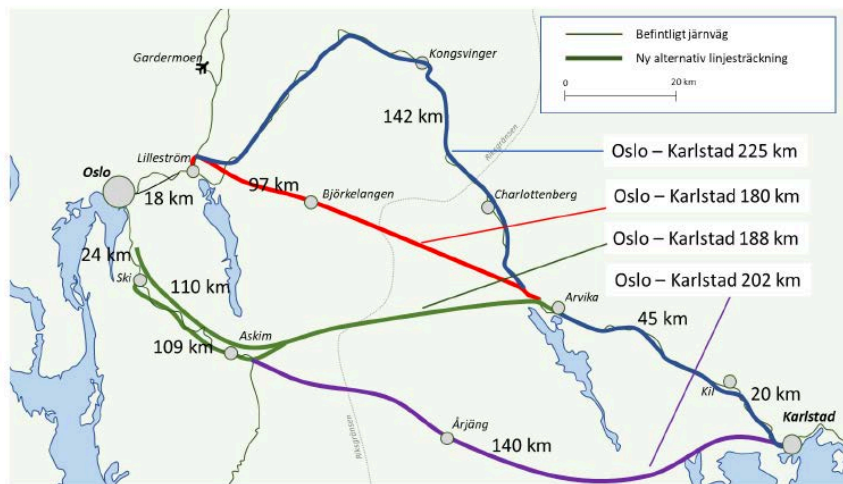 Befintligt järnväg
Ny alternativ linjesträckning
0
20 km
Gardermoen
Kongsvinger
142 km
Riksgränsen
Lilleström
Oslo
18 km
97 km
Björkelangen
Charlottenberg
Oslo – Karlstad 225 km
Oslo – Karlstad 180 km
Oslo – Karlstad 188 km
Oslo – Karlstad 202 km
24 km
Ski
110 km
109 km
Askim
Arvika
45 km
Kil
20 km
Karlstad
Årjäng
140 km
Riksgränsen